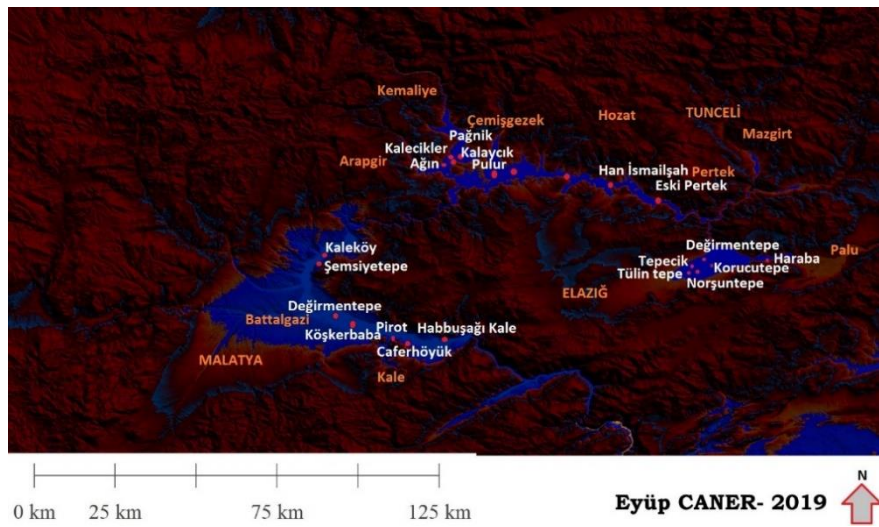 Kemaliye
Hozat
TUNCELİ
Çemişgezek
Pağnik
Mazgirt
Kalecikler
Kalaycık
Arapgir
Ağın
Pulur
Han İsmailşah
Pertek
Eski Pertek
Kaleköy
Şemsiyetepe
Değirmentepe
Palu
Tepecik
Haraba
Tülin tepe
Korucutepe
Norşuntepe
ELAZIĞ
Değirmentepe
Battalgazi
Köşkerbaba
Pirot
Habbuşağı Kale
Caferhöyük
MALATYA
Kale
0 km
25 km
75 km
125 km
Eyüp CANER- 2019
N